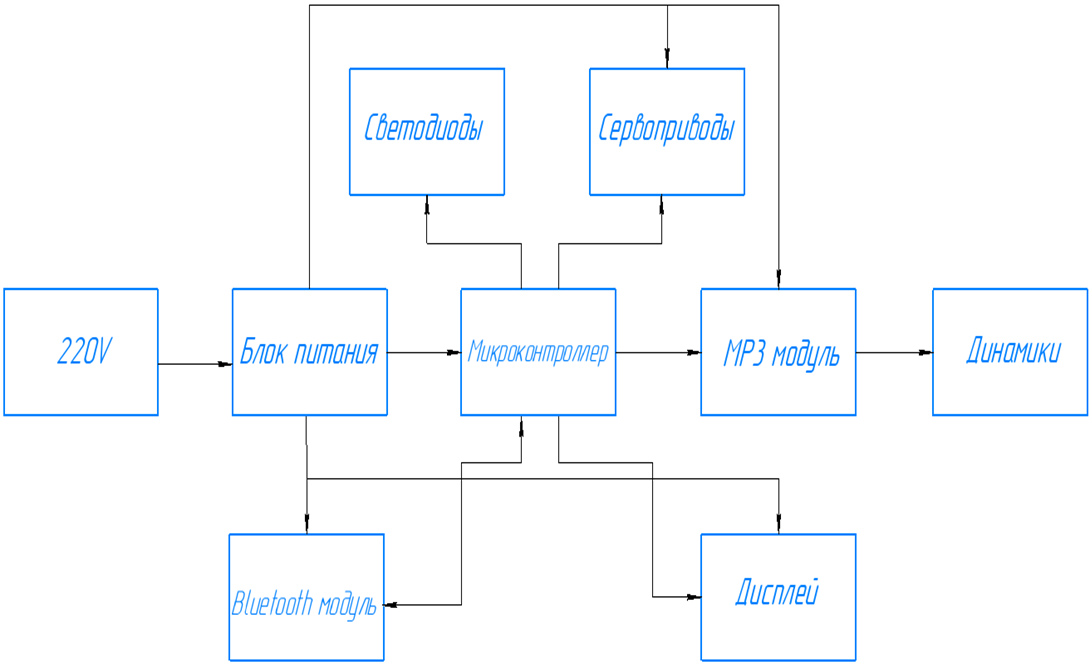 Светодиоды
Сервоприводы
220V
Блок питания
Микроконтроллер
MP3 модуль
Динамики
Bluetooth модуль
Дисплей